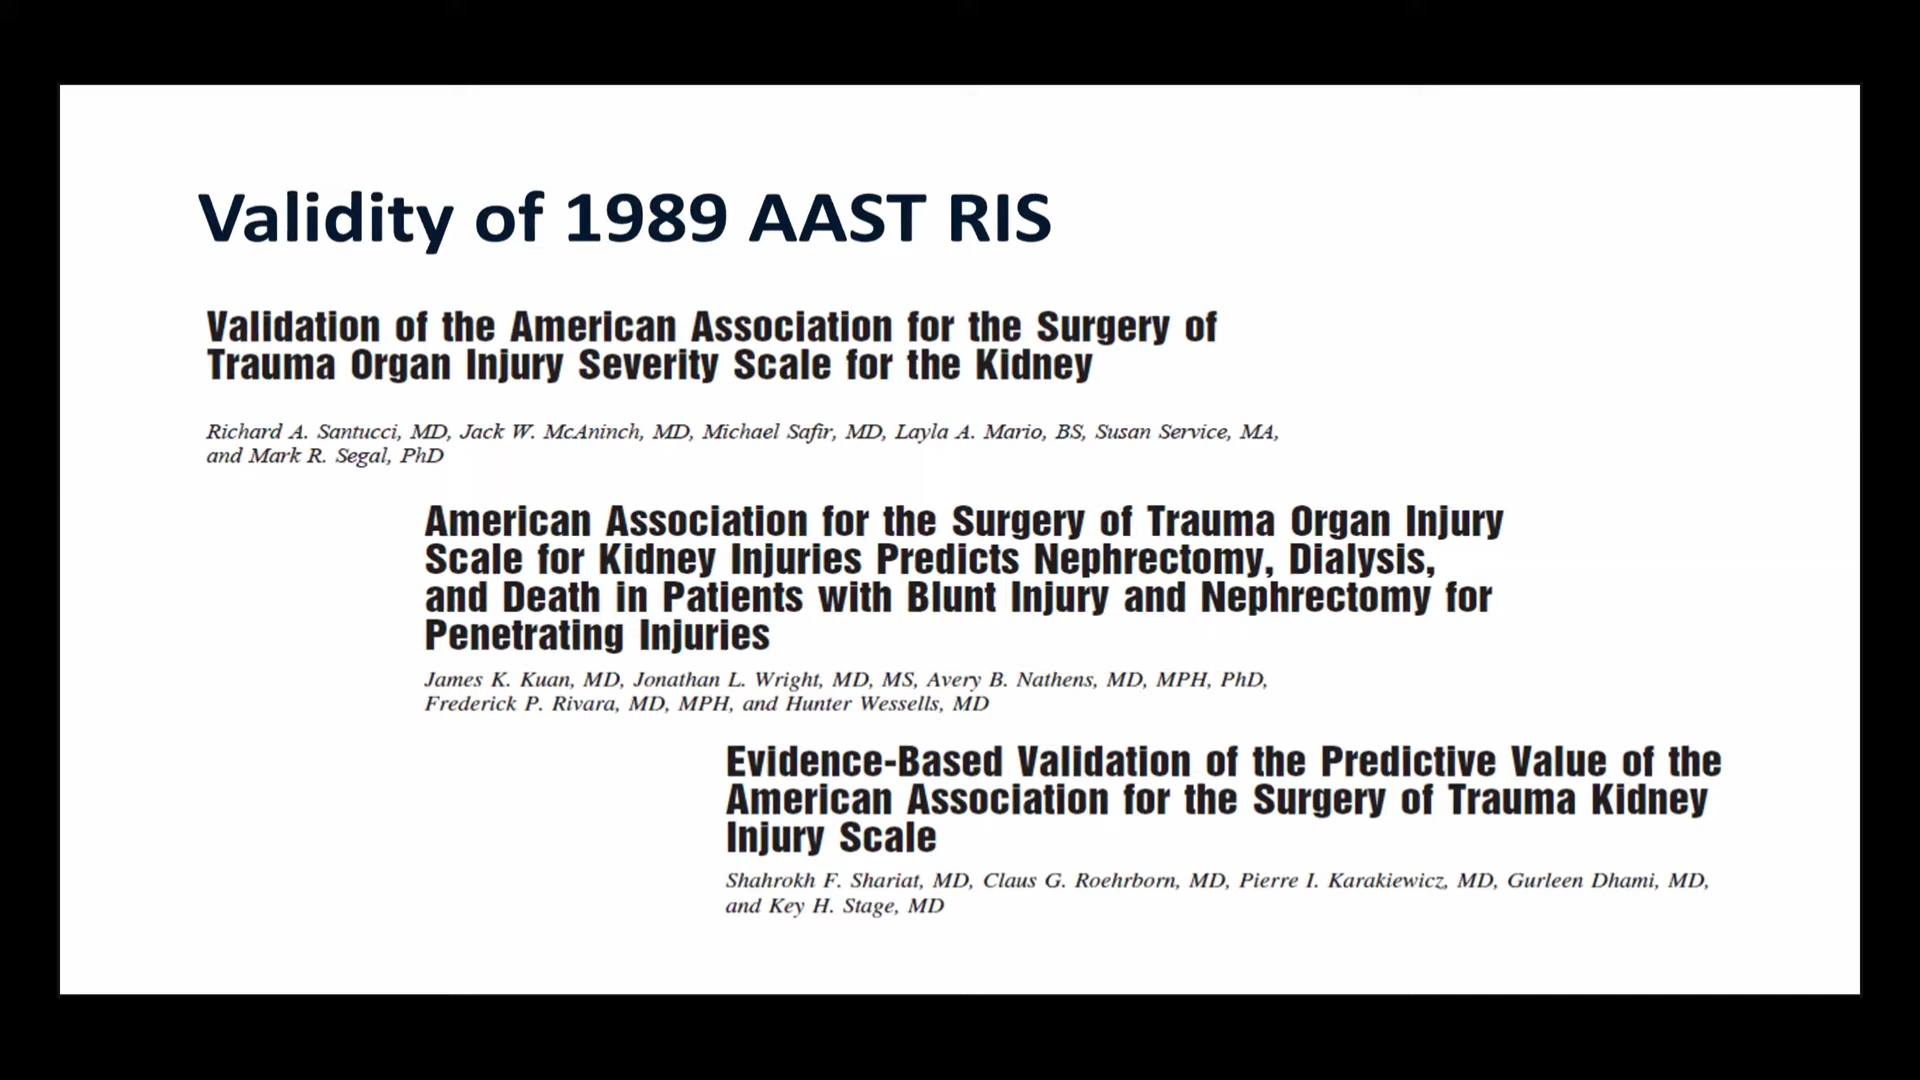 Validity of 1989 AAST RIS
Validation of the American Association for the Surgery of
Trauma Organ Injury Severity Scale for the Kidney
Richard A. Santucci, MD, Jack W. McAninch, MD, Michael Safir, MD, Layla A. Mario, BS, Susan Service, MA,
and Mark R. Segal, PhD
American Association for the Surgery of Trauma Organ Injury
Scale for Kidney Injuries Predicts Nephrectomy, Dialysis,
and Death in Patients with Blunt Injury and Nephrectomy for
Penetrating Injuries
James K. Kuan, MD, Jonathan L. Wright, MD, MS, Avery B. Nathens, MD, MPH, PhD,
Frederick P. Rivara, MD, MPH, and Hunter Wessells, MD
Evidence-Based Validation of the Predictive Value of the
American Association for the Surgery of Trauma Kidney
Injury Scale
Shahrokh F. Shariat, MD, Claus G. Roehrborn, MD, Pierre I. Karakiewicz, MD, Gurleen Dhami, MD,
and Key H. Stage, MD